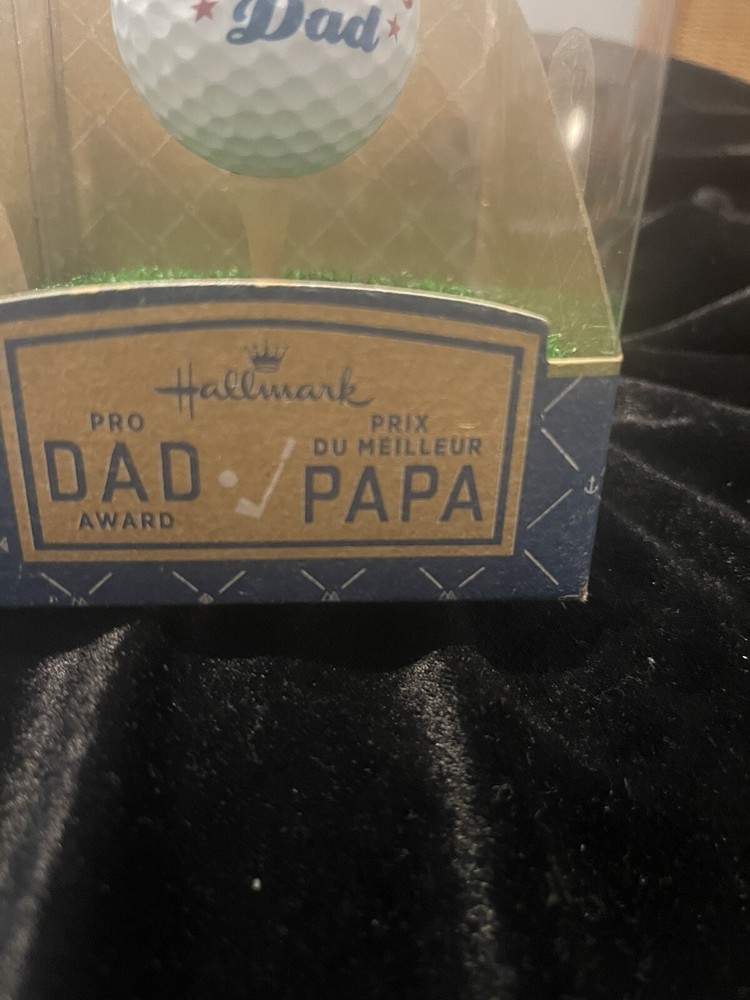 Dad
Hallmark
PRO
DAD
AWARD
PRIX
DU MEILLEUR
PAPA